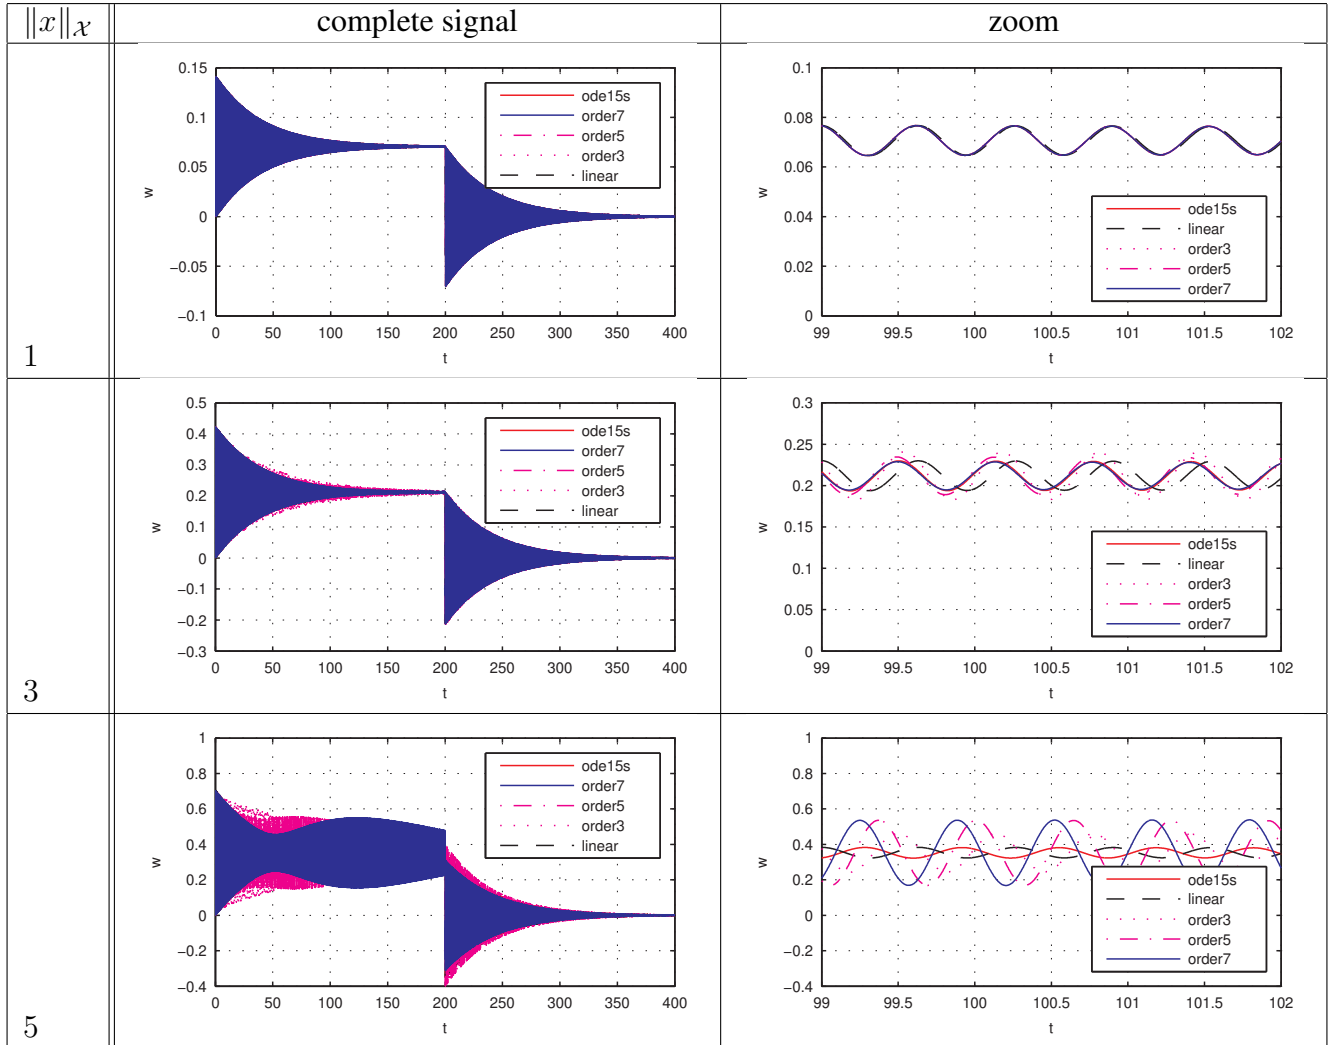 ‖x‖𝒳 complete signal zoom
1
0.15
0.1
0.05
0
−0.05
−0.1
w
0 50 100 150 200 250 300 350 400
t
ode15s
order7
order5
order3
linear
0.1
0.08
0.06
0.04
0.02
0
w
99 99.5 100 100.5 101 101.5 102
t
ode15s
linear
order3
order5
order7
3
0.5
0.4
0.3
0.2
0.1
0
−0.1
−0.2
−0.3
w
0 50 100 150 200 250 300 350 400
t
ode15s
order7
order5
order3
linear
0.3
0.25
0.2
0.15
0.1
0.05
0
w
99 99.5 100 100.5 101 101.5 102
t
ode15s
linear
order3
order5
order7
5
1
0.8
0.6
0.4
0.2
0
−0.2
−0.4
w
0 50 100 150 200 250 300 350 400
t
ode15s
order7
order5
order3
linear
1
0.8
0.6
0.4
0.2
0
−0.2
−0.4
w
99 99.5 100 100.5 101 101.5 102
t
ode15s
linear
order3
order5
order7